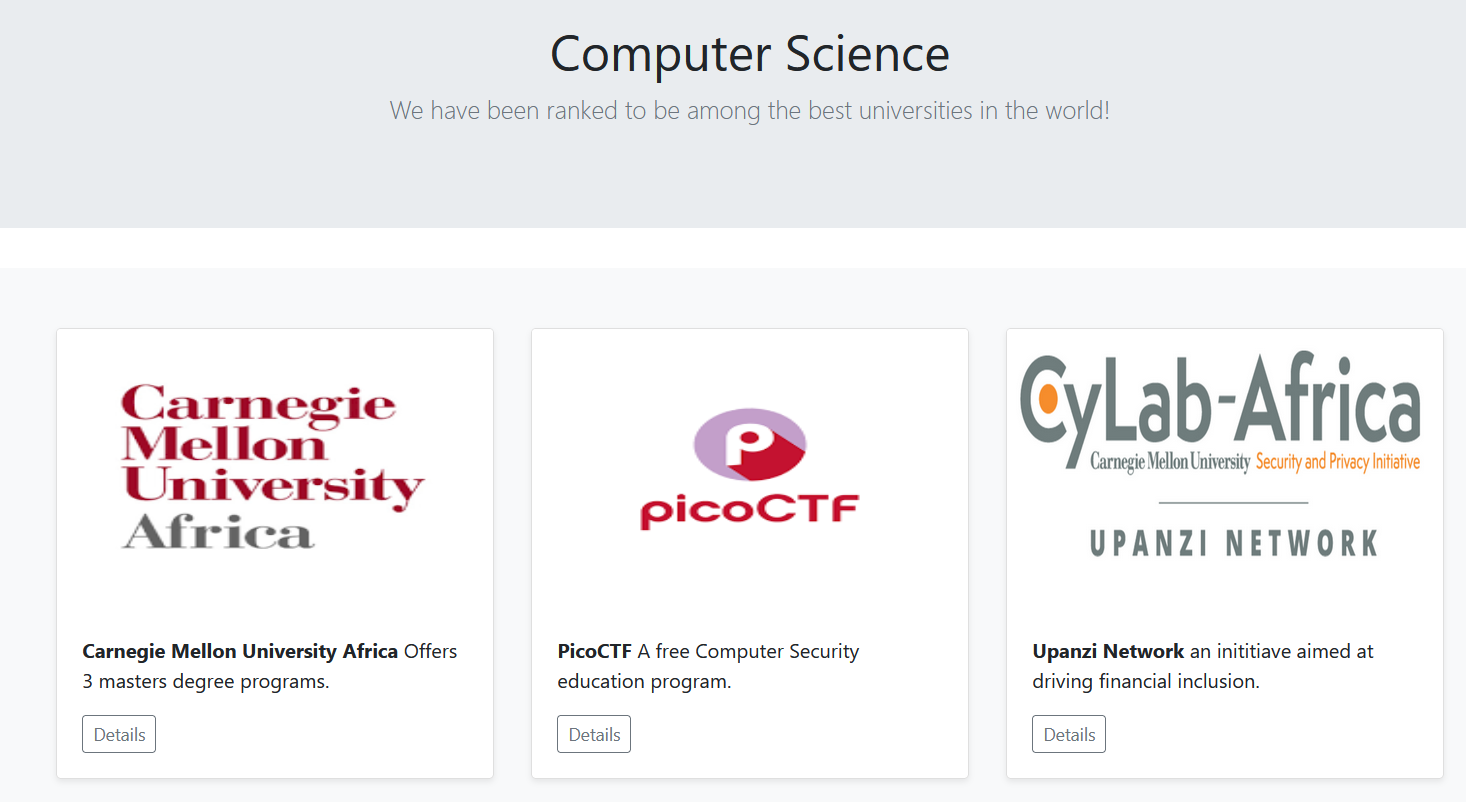 Computer Science
We have been ranked to be among the best universities in the world!
Carnegie
Mellon
University
Africa
Carnegie Mellon University Africa Offers
3 masters degree programs.
Details
picoCTF
PicoCTF A free Computer Security
education program.
Details
CyLab-Africa
Carnegie Mellon University Security and Privacy Initiative
UPANZI NETWORK
Upanzi Network an inititiave aimed at
driving financial inclusion.
Details